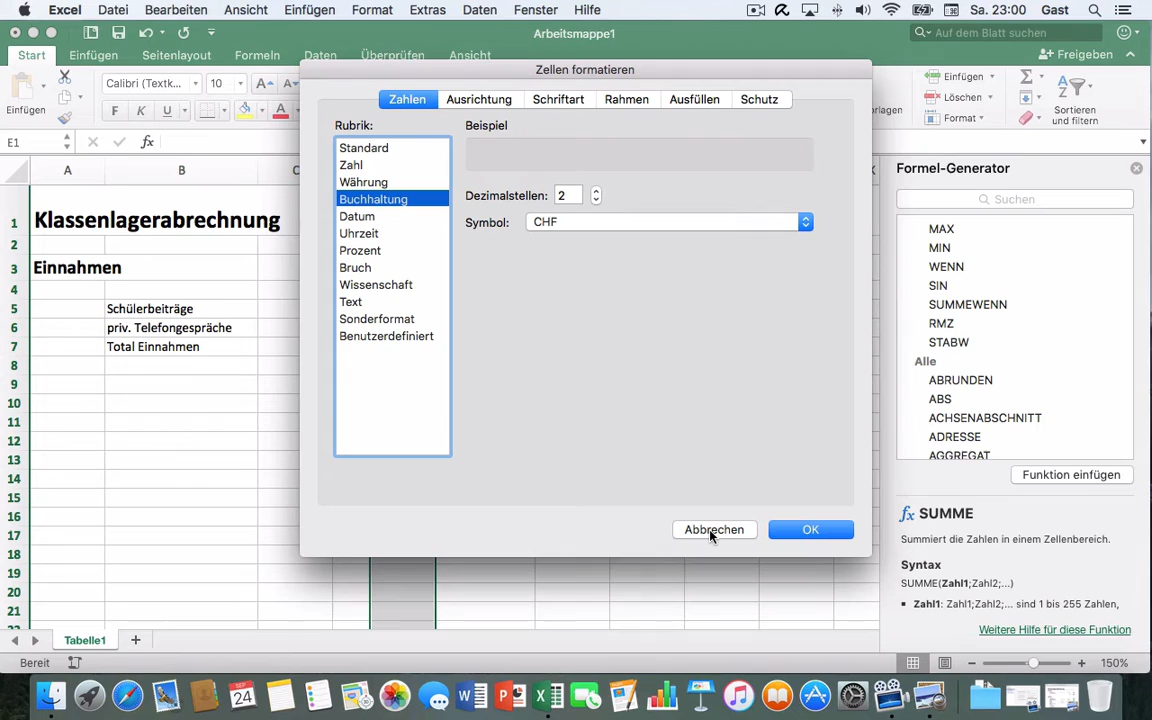 Excel Datei Bearbeiten Ansicht Einfügen Format Extras Daten Fenster Hilfe Sa. 23:00 Gast
Arbeitsmappe1
Auf dem Blatt suchen
Start Einfügen Seitenlayout Formeln Daten Überprüfen Ansicht Freigeben
Einfügen
Calibri (Textk... 10 A A
F K U A
Einfügen
Löschen
Format
Sortieren
und filtern
E1 fx
A B C
1 Klassenlagerabrechnung
2
3 Einnahmen
4
5 Schülerbeiträge
6 priv. Telefongespräche
7 Total Einnahmen
8
9
10
11
12
13
14
15
16
17
18
19
20
21
Zellen formatieren
Zahlen Ausrichtung Schriftart Rahmen Ausfüllen Schutz
Rubrik:
Standard
Zahl
Währung
Buchhaltung
Datum
Uhrzeit
Prozent
Bruch
Wissenschaft
Text
Sonderformat
Benutzerdefiniert
Beispiel
Dezimalstellen: 2
Symbol: CHF
Abbrechen OK
Formel-Generator
Suchen
MAX
MIN
WENN
SIN
SUMMEWENN
RMZ
STABW
Alle
ABRUNDEN
ABS
ACHSENABSCHNITT
ADRESSE
AGGREGAT
Funktion einfügen
fx SUMME
Summiert die Zahlen in einem Zellenbereich.
Syntax
SUMME(Zahl1;Zahl2;...)
Zahl1: Zahl1;Zahl2;... sind 1 bis 255 Zahlen,
Weitere Hilfe für diese Funktion
Tabelle1
Bereit
150%